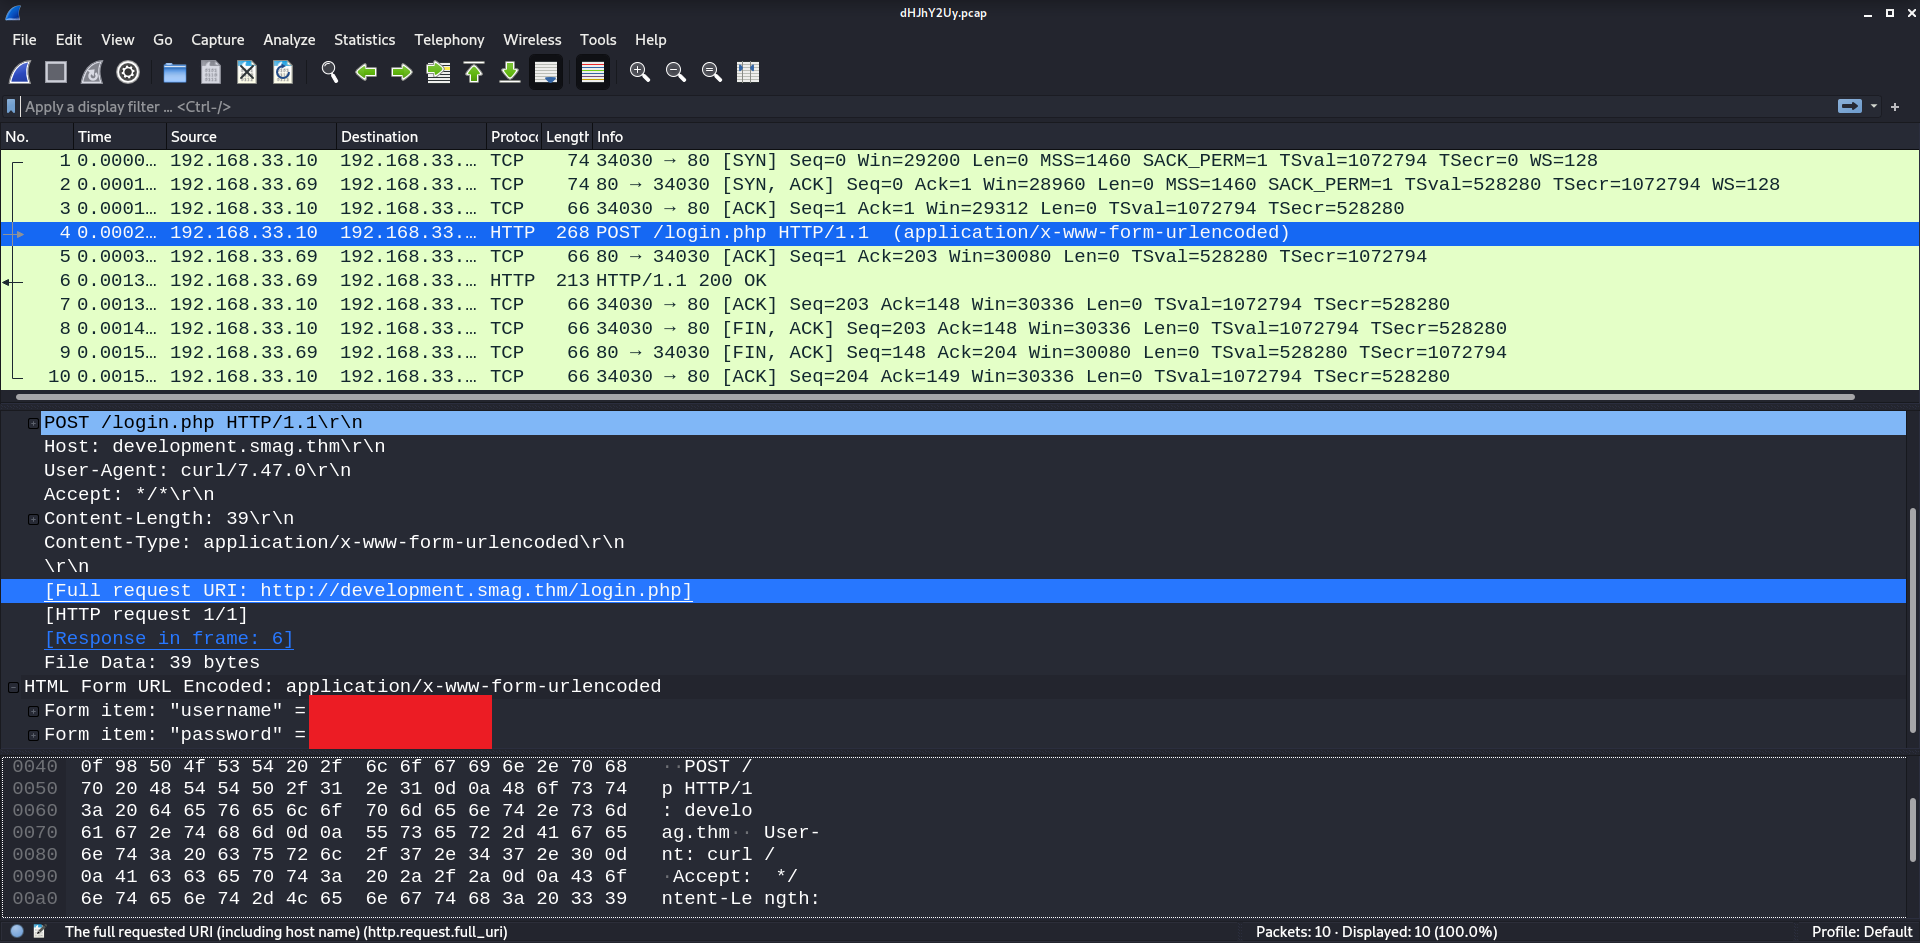 dHJhY2Uy.pcap
File Edit View Go Capture Analyze Statistics Telephony Wireless Tools Help
Apply a display filter … <Ctrl-/>
No. Time Source Destination Protoc Length Info
1 0.0000… 192.168.33.10 192.168.33.… TCP 74 34030 → 80 [SYN] Seq=0 Win=29200 Len=0 MSS=1460 SACK_PERM=1 TSval=1072794 TSecr=0 WS=128
2 0.0001… 192.168.33.69 192.168.33.… TCP 74 80 → 34030 [SYN, ACK] Seq=0 Ack=1 Win=28960 Len=0 MSS=1460 SACK_PERM=1 TSval=528280 TSecr=1072794 WS=128
3 0.0001… 192.168.33.10 192.168.33.… TCP 66 34030 → 80 [ACK] Seq=1 Ack=1 Win=29312 Len=0 TSval=1072794 TSecr=528280
4 0.0002… 192.168.33.10 192.168.33.… HTTP 268 POST /login.php HTTP/1.1  (application/x-www-form-urlencoded)
5 0.0003… 192.168.33.69 192.168.33.… TCP 66 80 → 34030 [ACK] Seq=1 Ack=203 Win=30080 Len=0 TSval=528280 TSecr=1072794
6 0.0013… 192.168.33.69 192.168.33.… HTTP 213 HTTP/1.1 200 OK
7 0.0013… 192.168.33.10 192.168.33.… TCP 66 34030 → 80 [ACK] Seq=203 Ack=148 Win=30336 Len=0 TSval=1072794 TSecr=528280
8 0.0014… 192.168.33.10 192.168.33.… TCP 66 34030 → 80 [FIN, ACK] Seq=203 Ack=148 Win=30336 Len=0 TSval=1072794 TSecr=528280
9 0.0015… 192.168.33.69 192.168.33.… TCP 66 80 → 34030 [FIN, ACK] Seq=148 Ack=204 Win=30080 Len=0 TSval=528280 TSecr=1072794
10 0.0015… 192.168.33.10 192.168.33.… TCP 66 34030 → 80 [ACK] Seq=204 Ack=149 Win=30336 Len=0 TSval=1072794 TSecr=528280
POST /login.php HTTP/1.1\r\n
Host: development.smag.thm\r\n
User-Agent: curl/7.47.0\r\n
Accept: */*\r\n
Content-Length: 39\r\n
Content-Type: application/x-www-form-urlencoded\r\n
\r\n
[Full request URI: http://development.smag.thm/login.php]
[HTTP request 1/1]
[Response in frame: 6]
File Data: 39 bytes
HTML Form URL Encoded: application/x-www-form-urlencoded
Form item: "username" =
Form item: "password" =
0040 0f 98 50 4f 53 54 20 2f 6c 6f 67 69 6e 2e 70 68 ··POST /
0050 70 20 48 54 54 50 2f 31 2e 31 0d 0a 48 6f 73 74 p HTTP/1
0060 3a 20 64 65 76 65 6c 6f 70 6d 65 6e 74 2e 73 6d : develo
0070 61 67 2e 74 68 6d 0d 0a 55 73 65 72 2d 41 67 65 ag.thm·· User-
0080 6e 74 3a 20 63 75 72 6c 2f 37 2e 34 37 2e 30 0d nt: curl /
0090 0a 41 63 63 65 70 74 3a 20 2a 2f 2a 0d 0a 43 6f ·Accept: */
00a0 6e 74 65 6e 74 2d 4c 65 6e 67 74 68 3a 20 33 39 ntent-Le ngth:
The full requested URI (including host name) (http.request.full_uri) Packets: 10 · Displayed: 10 (100.0%) Profile: Default